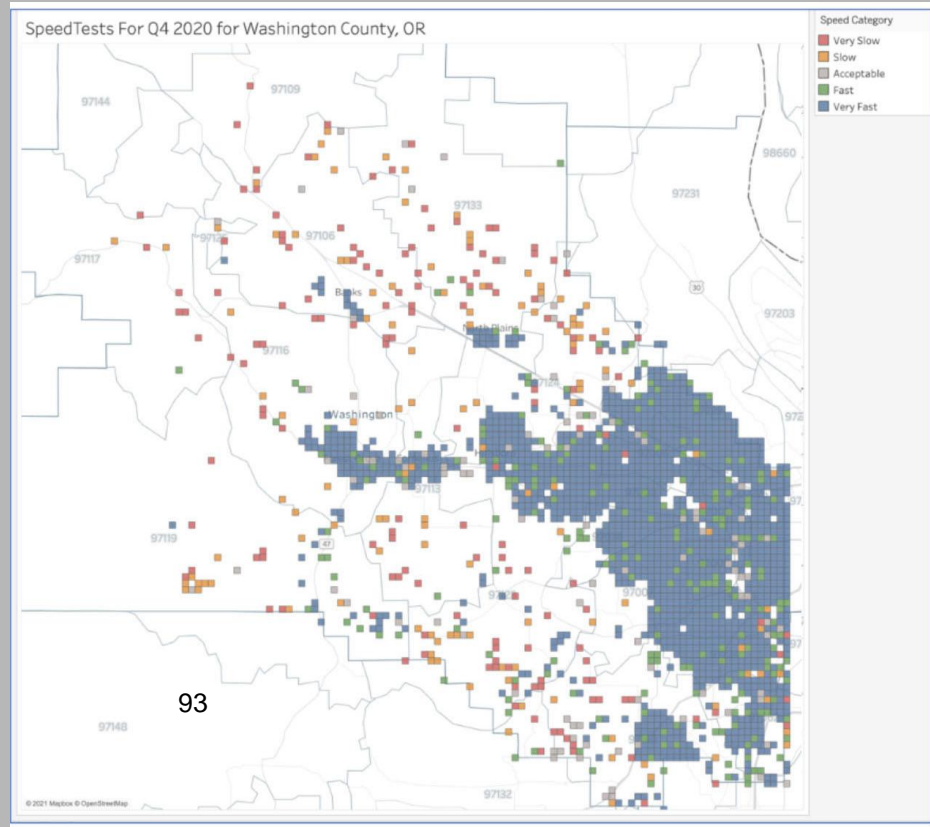 SpeedTests For Q4 2020 for Washington County, OR
Speed Category
Very Slow
Slow
Acceptable
Fast
Very Fast
97144
97109
98660
97133
97231
97106
97117
30
97203
Banks
North Plains
97116
Washington
97113
97119
47
93
97148
97132
© 2021 Mapbox © OpenStreetMap